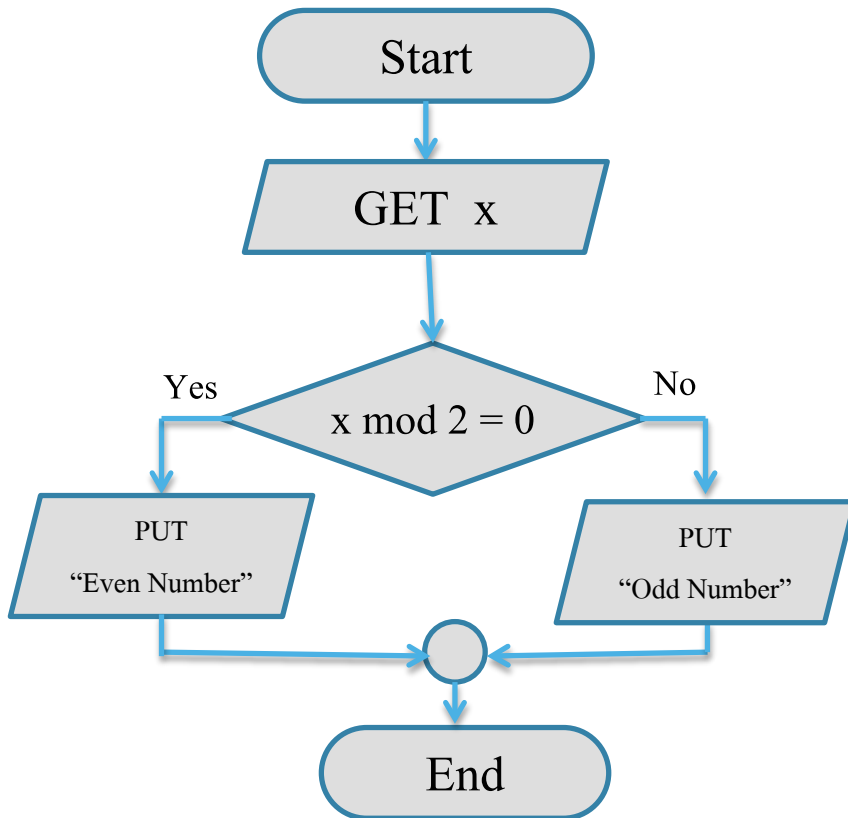 Start
GET x
Yes
No
x mod 2 = 0
PUT
“Even Number”
PUT
“Odd Number”
End